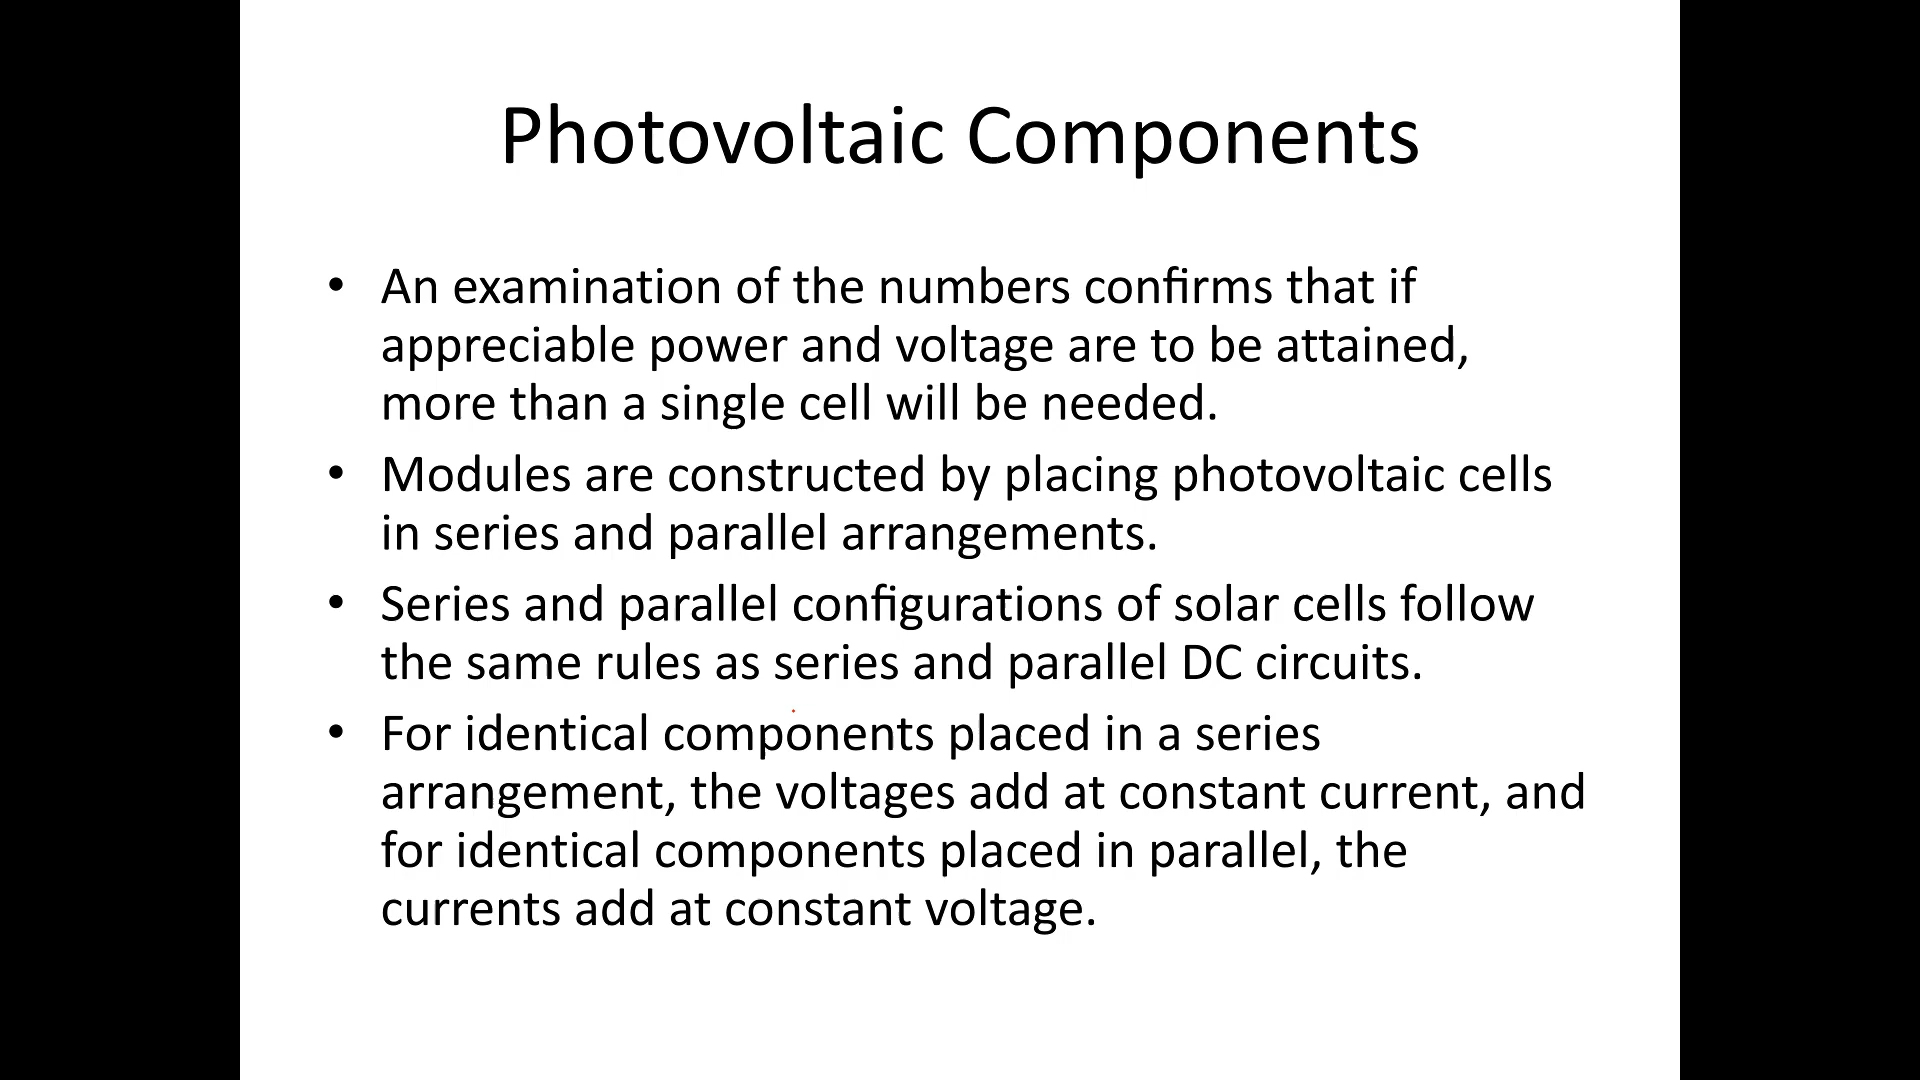 Photovoltaic Components
• An examination of the numbers confirms that if
appreciable power and voltage are to be attained,
more than a single cell will be needed.
• Modules are constructed by placing photovoltaic cells
in series and parallel arrangements.
• Series and parallel configurations of solar cells follow
the same rules as series and parallel DC circuits.
• For identical components placed in a series
arrangement, the voltages add at constant current, and
for identical components placed in parallel, the
currents add at constant voltage.